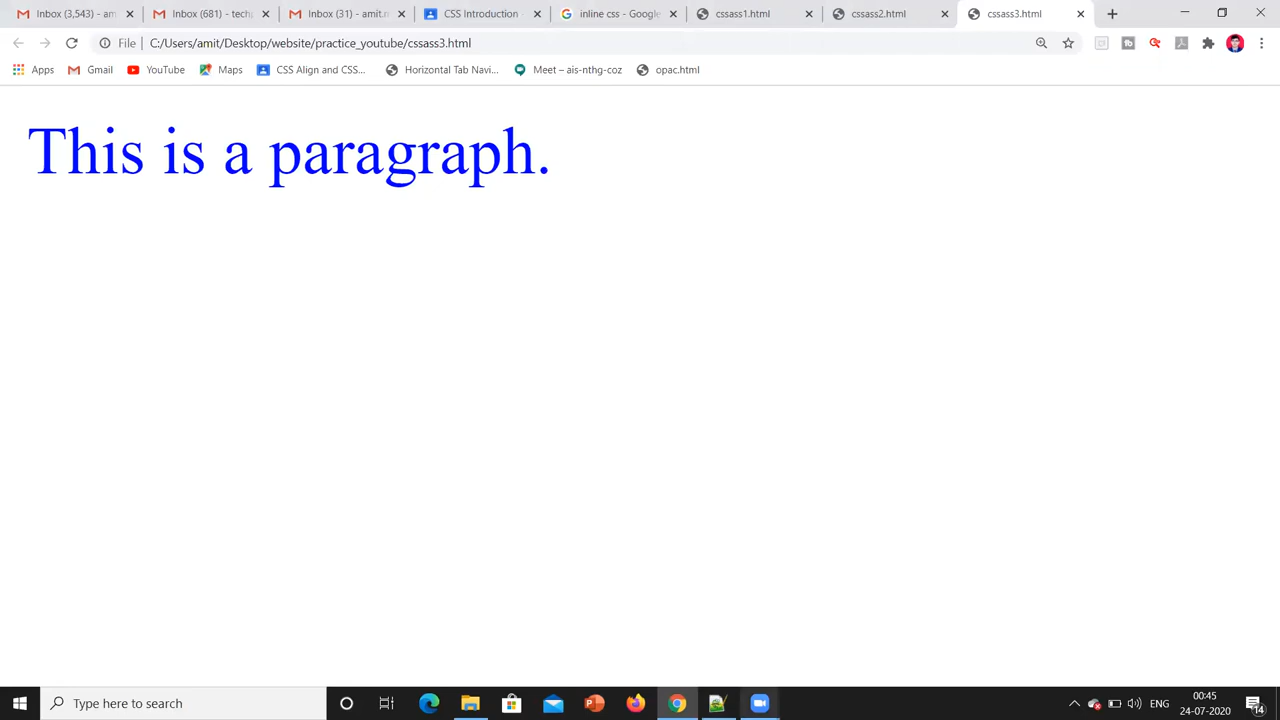 Inbox (3,543) - am
Inbox (681) - techu
Inbox (31) - amit.m
CSS Introduction -
inline css - Google
cssass1.html
cssass2.html
cssass3.html
File
C:/Users/amit/Desktop/website/practice_youtube/cssass3.html
Apps
Gmail
YouTube
Maps
CSS Align and CSS...
Horizontal Tab Navi...
Meet – ais-nthg-coz
opac.html
This is a paragraph.
Type here to search
ENG
00:45
24-07-2020
14